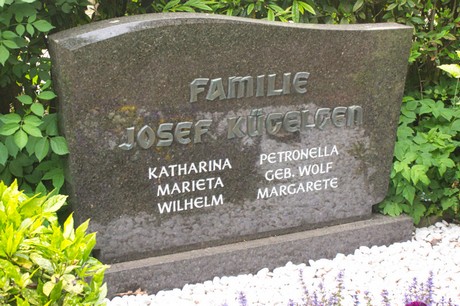 FAMILIE
JOSEF KÜGELGEN
KATHARINA
MARIETA
WILHELM
PETRONELLA
GEB. WOLF
MARGARETE